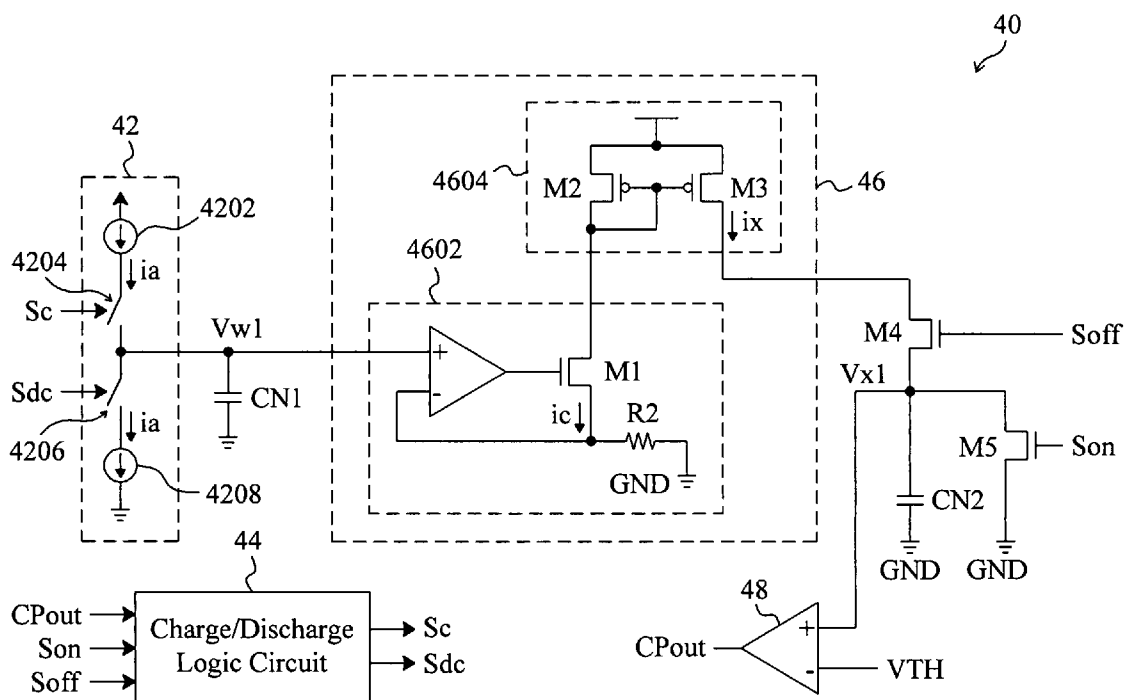 40
42
4202
4204
ia
Sc
Sdc
4206
ia
4208
Vw1
CN1
46
4604
M2
M3
ix
4602
+
-
M1
ic
R2
GND
M4
Soff
Vx1
M5
Son
CN2
GND
GND
44
CPout
Son
Soff
Charge/Discharge
Logic Circuit
Sc
Sdc
48
CPout
+
-
VTH